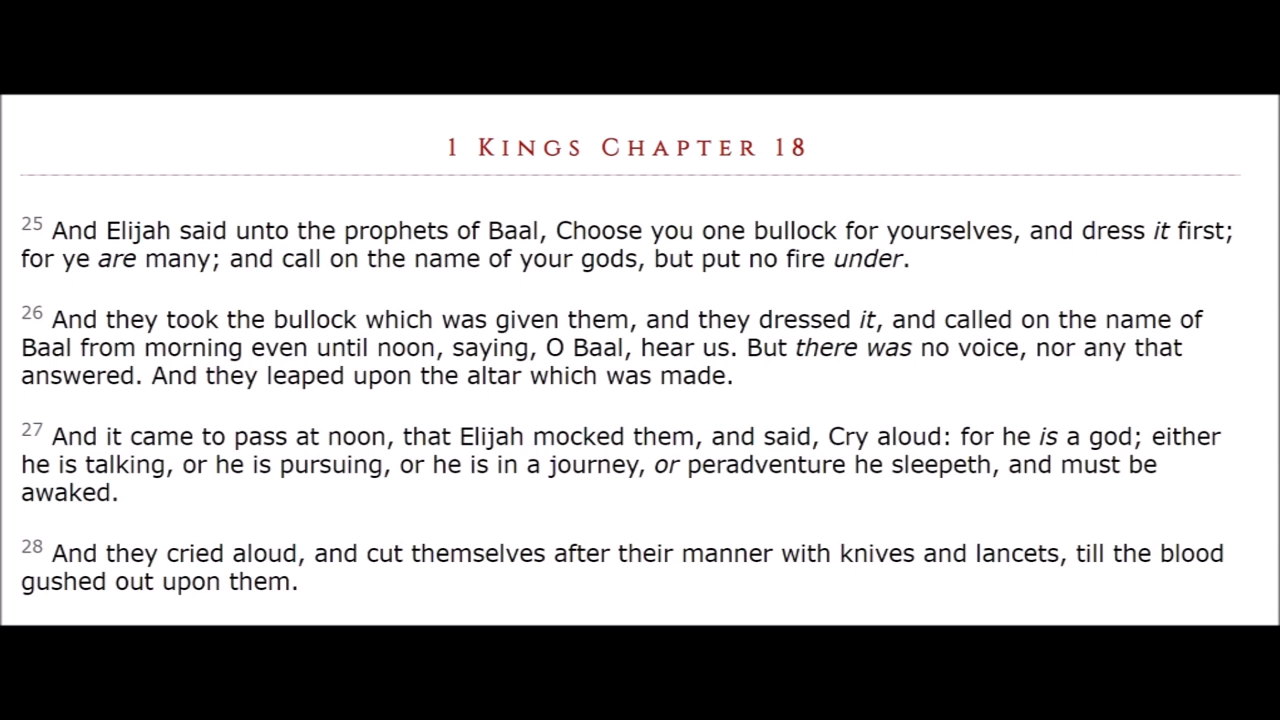 1 Kings Chapter 18
25 And Elijah said unto the prophets of Baal, Choose you one bullock for yourselves, and dress it first;
for ye are many; and call on the name of your gods, but put no fire under.
26 And they took the bullock which was given them, and they dressed it, and called on the name of
Baal from morning even until noon, saying, O Baal, hear us. But there was no voice, nor any that
answered. And they leaped upon the altar which was made.
27 And it came to pass at noon, that Elijah mocked them, and said, Cry aloud: for he is a god; either
he is talking, or he is pursuing, or he is in a journey, or peradventure he sleepeth, and must be
awaked.
28 And they cried aloud, and cut themselves after their manner with knives and lancets, till the blood
gushed out upon them.